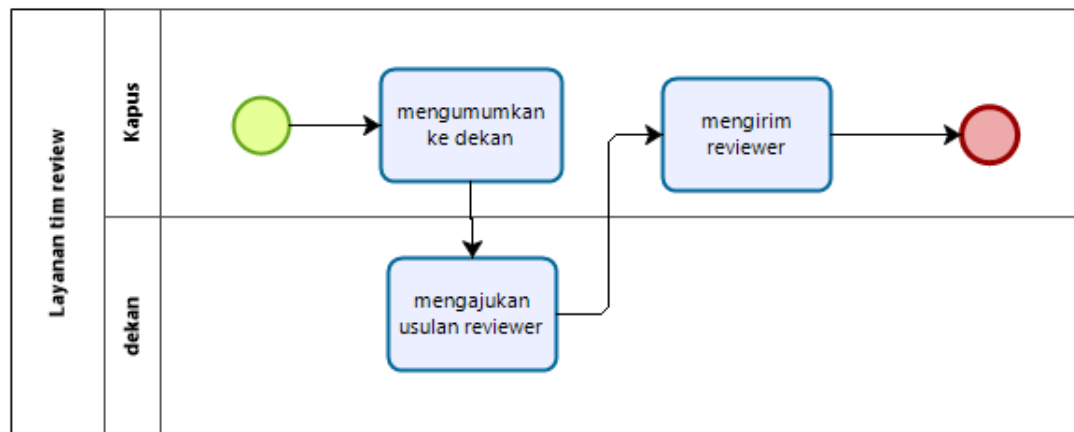 Layanan tim review
Kapus
mengumumkan
ke dekan
mengirim
reviewer
dekan
mengajukan
usulan reviewer